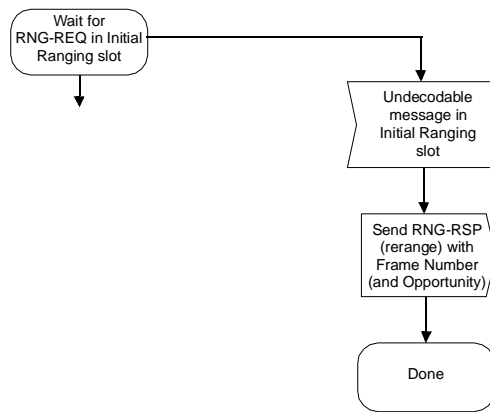 Wait for
RNG-REQ in Initial
Ranging slot
Undecodable
message in
Initial Ranging
slot
Send RNG-RSP
(rerange) with
Frame Number
(and Opportunity)
Done